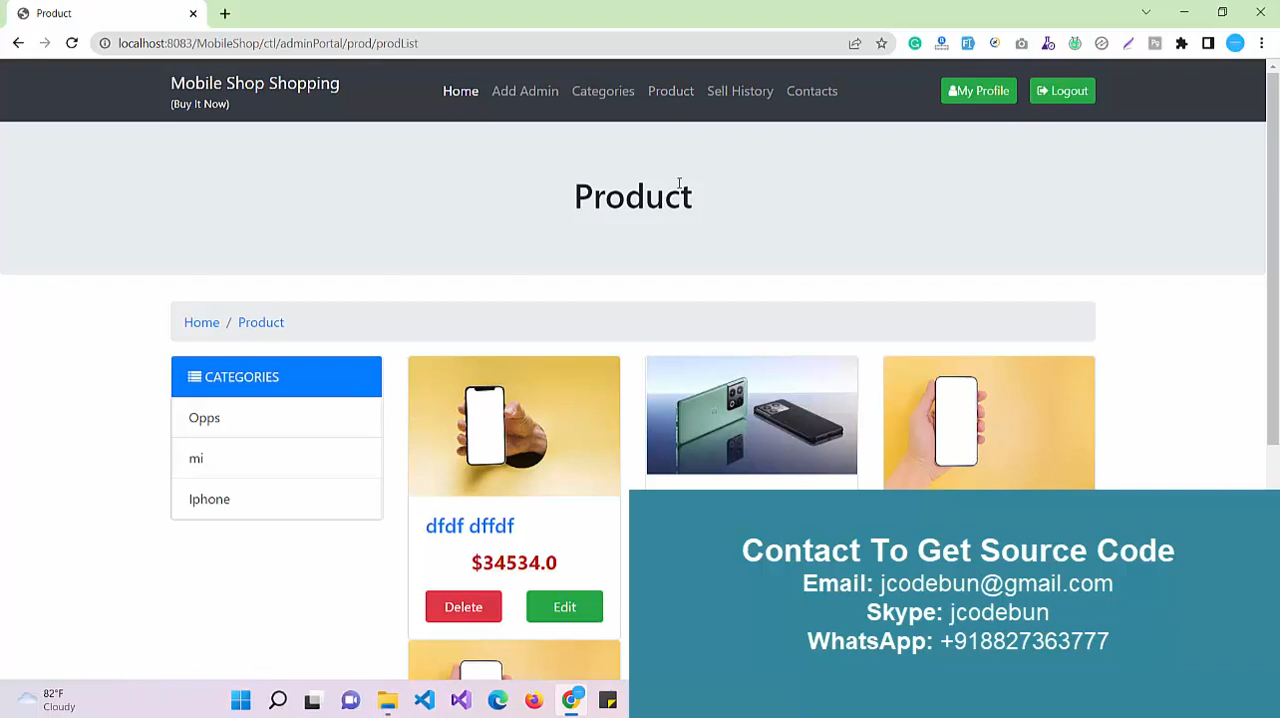 Product
localhost:8083/MobileShop/ctl/adminPortal/prod/prodList
Mobile Shop Shopping
(Buy It Now)
Home Add Admin Categories Product Sell History Contacts
My Profile Logout
Product
Home / Product
CATEGORIES
Opps
mi
Iphone
dfdf dffdf
$34534.0
Delete Edit
Contact To Get Source Code
Email: jcodebun@gmail.com
Skype: jcodebun
WhatsApp: +918827363777
82°F
Cloudy